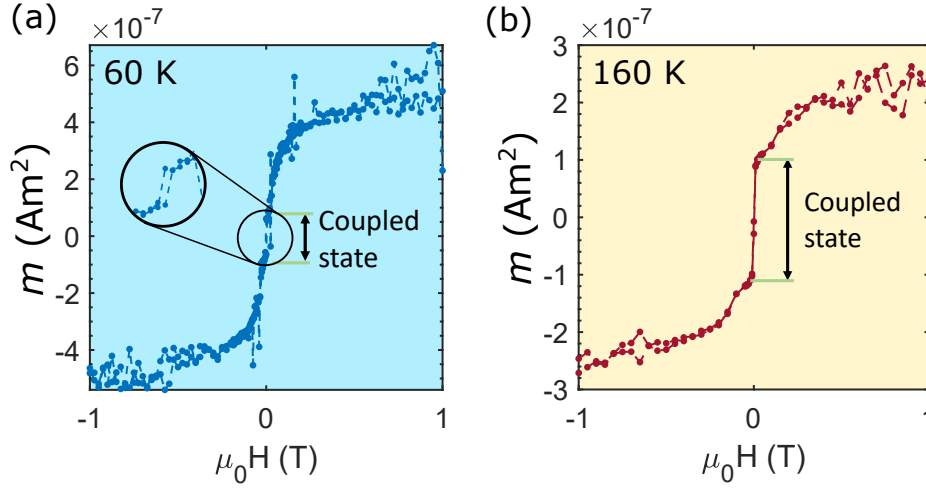 (a)
×10⁻⁷
60 K
6
4
2
0
-2
-4
m (Am²)
Coupled
state
-1
0
1
μ₀H (T)
(b)
×10⁻⁷
160 K
3
2
1
0
-1
-2
-3
m (Am²)
Coupled
state
-1
0
1
μ₀H (T)